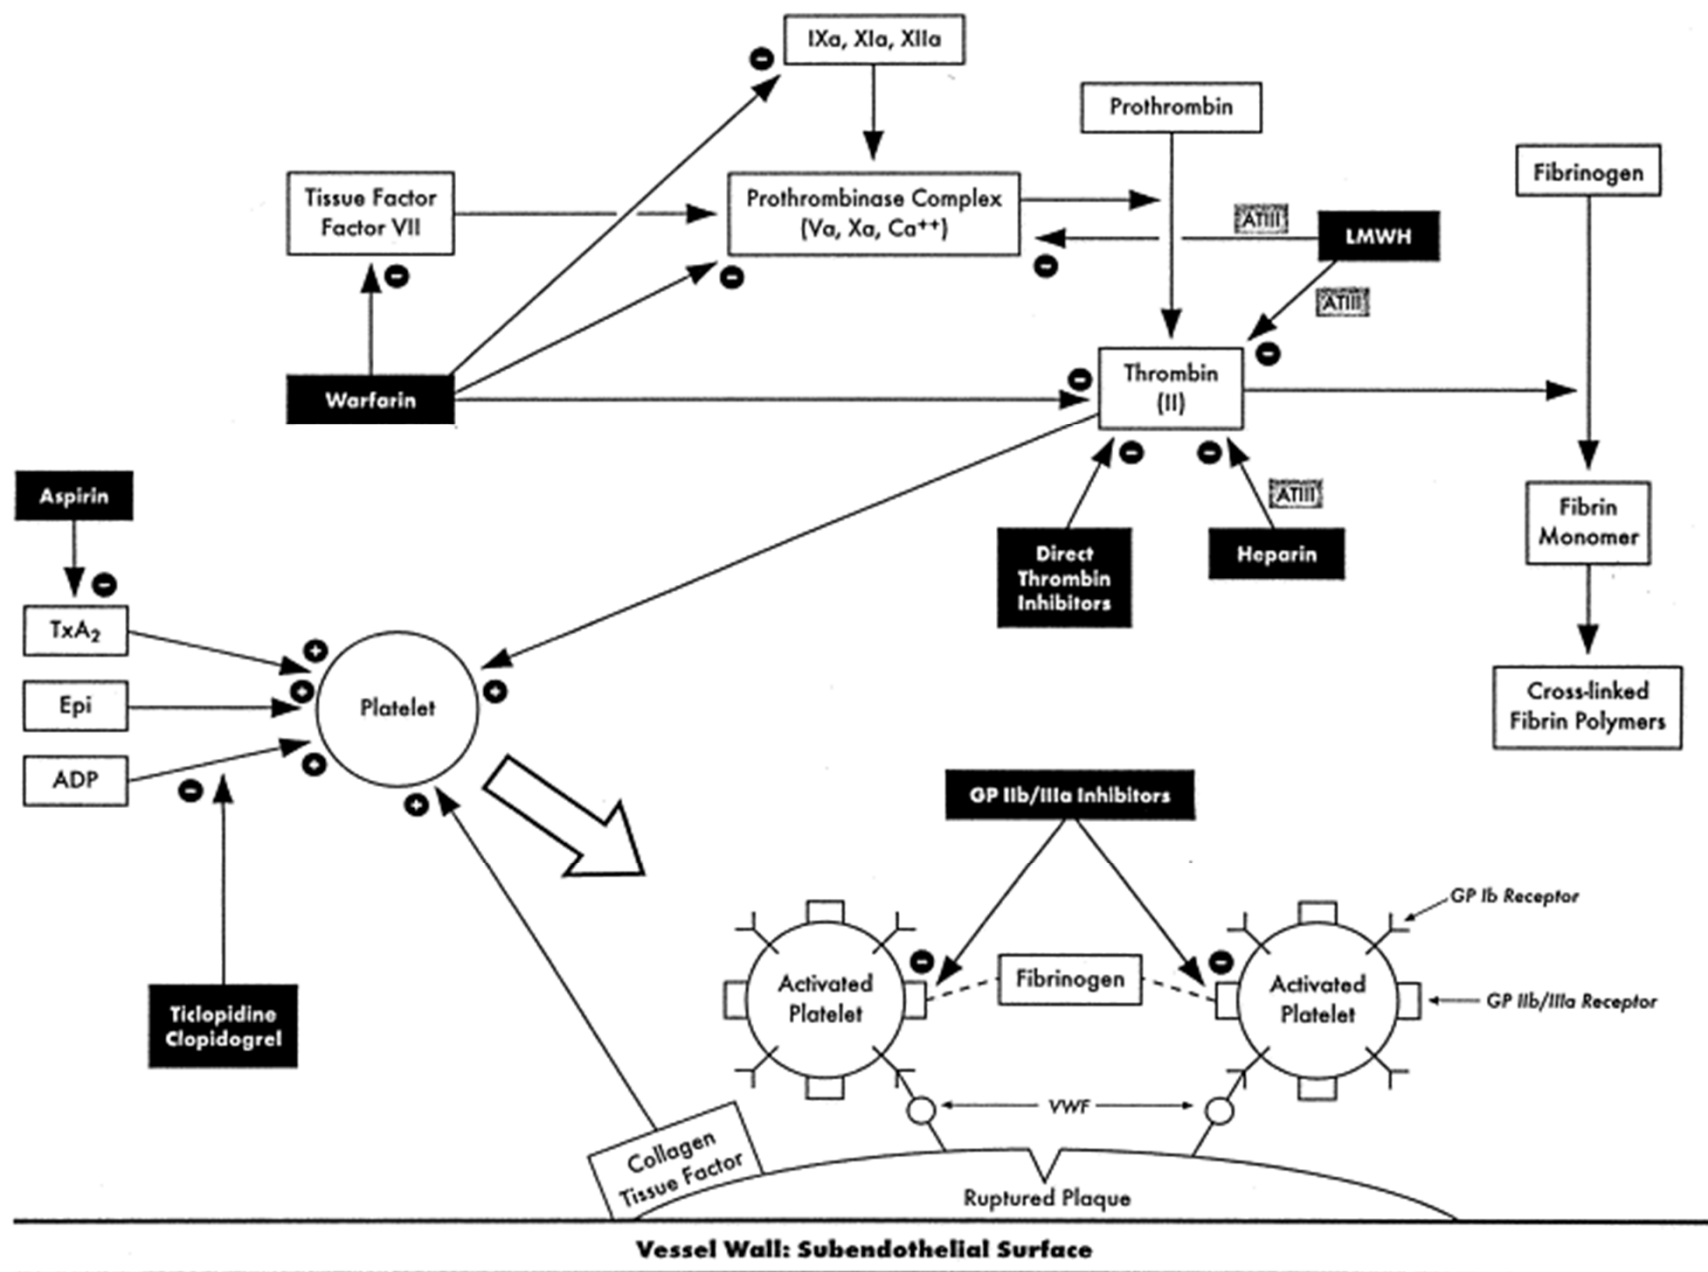 IXa, XIa, XIIa
Prothrombin
Fibrinogen
Tissue Factor
Factor VII
Prothrombinase Complex
(Va, Xa, Ca++)
ATIII
LMWH
ATIII
Thrombin
(II)
Warfarin
Aspirin
ATIII
Fibrin
Monomer
Direct
Thrombin
Inhibitors
Heparin
TxA2
Epi
ADP
Platelet
Cross-linked
Fibrin Polymers
GP IIb/IIIa Inhibitors
GP Ib Receptor
Activated
Platelet
Fibrinogen
Activated
Platelet
GP IIb/IIIa Receptor
Ticlopidine
Clopidogrel
VWF
Collagen
Tissue Factor
Ruptured Plaque
Vessel Wall: Subendothelial Surface